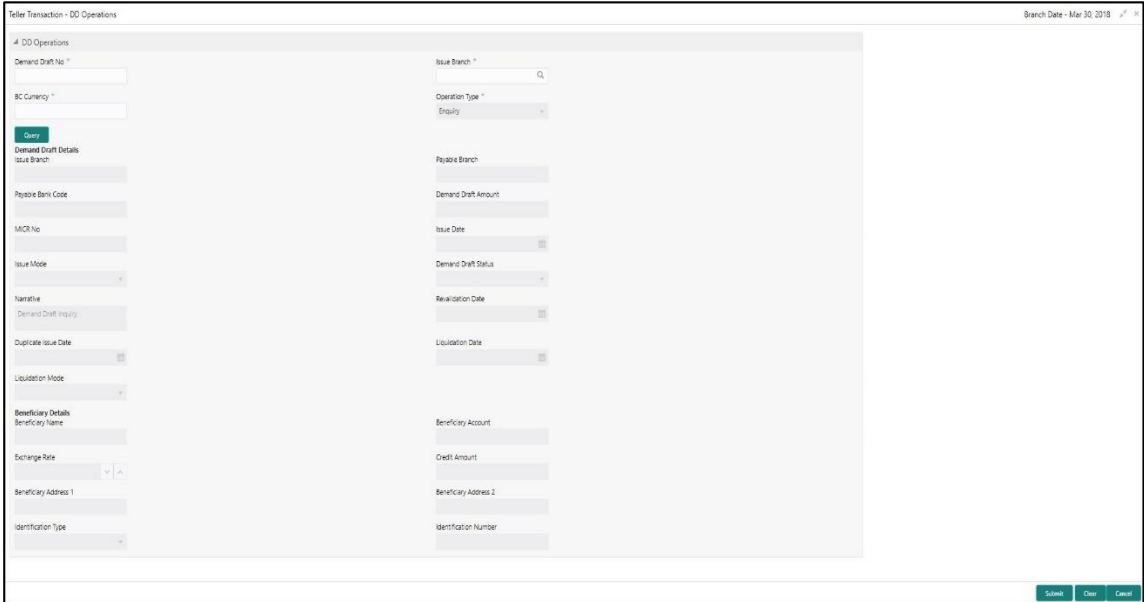 Teller Transaction - DD Operations Branch Date - Mar 30, 2018
DD Operations
Demand Draft No * Issue Branch *
BC Currency * Operation Type *
Enquiry
Query
Demand Draft Details
Issue Branch Payable Branch
Payable Bank Code Demand Draft Amount
MICR No Issue Date
Issue Mode Demand Draft Status
Narrative Revalidation Date
Demand Draft Inquiry
Duplicate Issue Date Liquidation Date
Liquidation Mode
Beneficiary Details
Beneficiary Name Beneficiary Account
Exchange Rate Credit Amount
Beneficiary Address 1 Beneficiary Address 2
Identification Type Identification Number
Submit Clear Cancel